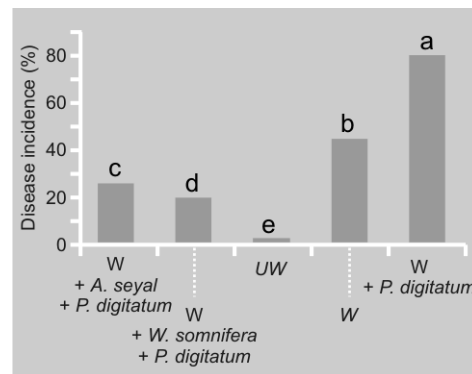 Disease incidence (%)
80
60
40
20
0
c
d
e
b
a
W
+ A. seyal
+ P. digitatum
W
+ W. somnifera
+ P. digitatum
UW
W
W
+ P. digitatum